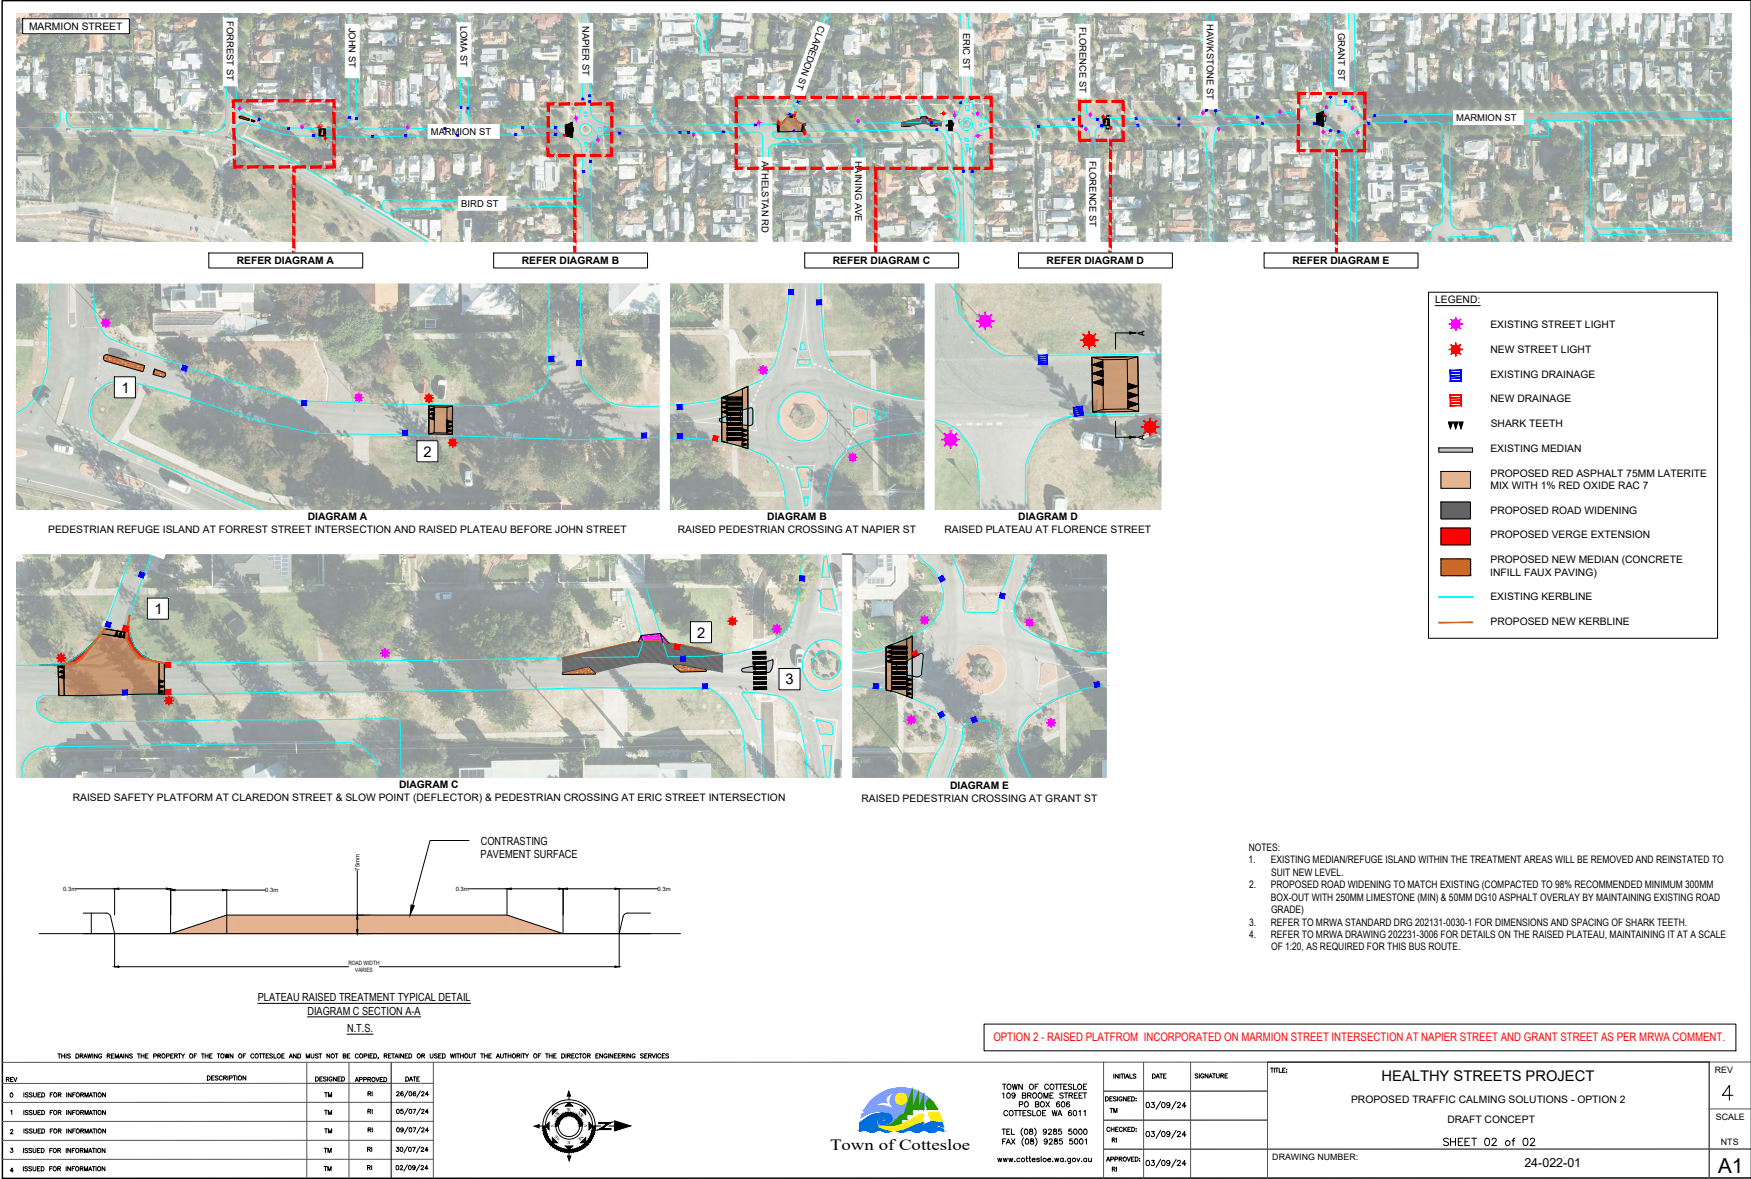 MARMION STREET
FORREST ST
JOHN ST
LOMA ST
NAPIER ST
CLAREDON ST
ERIC ST
FLORENCE ST
HAWKSTONE ST
GRANT ST
MARMION ST
MARMION ST
BIRD ST
ATHELSTAN RD
HAINING AVE
FLORENCE ST
REFER DIAGRAM A
REFER DIAGRAM B
REFER DIAGRAM C
REFER DIAGRAM D
REFER DIAGRAM E
1
2
A
A
DIAGRAM A
PEDESTRIAN REFUGE ISLAND AT FORREST STREET INTERSECTION AND RAISED PLATEAU BEFORE JOHN STREET
DIAGRAM B
RAISED PEDESTRIAN CROSSING AT NAPIER ST
DIAGRAM D
RAISED PLATEAU AT FLORENCE STREET
LEGEND:
EXISTING STREET LIGHT
NEW STREET LIGHT
EXISTING DRAINAGE
NEW DRAINAGE
SHARK TEETH
EXISTING MEDIAN
PROPOSED RED ASPHALT 75MM LATERITE
MIX WITH 1% RED OXIDE RAC 7
PROPOSED ROAD WIDENING
PROPOSED VERGE EXTENSION
PROPOSED NEW MEDIAN (CONCRETE
INFILL FAUX PAVING)
EXISTING KERBLINE
PROPOSED NEW KERBLINE
1
2
3
DIAGRAM C
RAISED SAFETY PLATFORM AT CLAREDON STREET & SLOW POINT (DEFLECTOR) & PEDESTRIAN CROSSING AT ERIC STREET INTERSECTION
DIAGRAM E
RAISED PEDESTRIAN CROSSING AT GRANT ST
CONTRASTING
PAVEMENT SURFACE
75mm
0.3m
0.3m
0.3m
0.3m
ROAD WIDTH
VARIES
PLATEAU RAISED TREATMENT TYPICAL DETAIL
DIAGRAM C SECTION A-A
N.T.S.
NOTES:
1. EXISTING MEDIAN/REFUGE ISLAND WITHIN THE TREATMENT AREAS WILL BE REMOVED AND REINSTATED TO
SUIT NEW LEVEL.
2. PROPOSED ROAD WIDENING TO MATCH EXISTING (COMPACTED TO 98% RECOMMENDED MINIMUM 300MM
BOX-OUT WITH 250MM LIMESTONE (MIN) & 50MM DG10 ASPHALT OVERLAY BY MAINTAINING EXISTING ROAD
GRADE)
3. REFER TO MRWA STANDARD DRG 202131-0030-1 FOR DIMENSIONS AND SPACING OF SHARK TEETH.
4. REFER TO MRWA DRAWING 202231-3006 FOR DETAILS ON THE RAISED PLATEAU, MAINTAINING IT AT A SCALE
OF 1:20, AS REQUIRED FOR THIS BUS ROUTE.
OPTION 2 - RAISED PLATFROM INCORPORATED ON MARMION STREET INTERSECTION AT NAPIER STREET AND GRANT STREET AS PER MRWA COMMENT.
THIS DRAWING REMAINS THE PROPERTY OF THE TOWN OF COTTESLOE AND MUST NOT BE COPIED, RETAINED OR USED WITHOUT THE AUTHORITY OF THE DIRECTOR ENGINEERING SERVICES
REV DESCRIPTION DESIGNED APPROVED DATE
0 ISSUED FOR INFORMATION TM RI 26/06/24
1 ISSUED FOR INFORMATION TM RI 05/07/24
2 ISSUED FOR INFORMATION TM RI 09/07/24
3 ISSUED FOR INFORMATION TM RI 30/07/24
4 ISSUED FOR INFORMATION TM RI 02/09/24
Z
Town of Cottesloe
TOWN OF COTTESLOE
109 BROOME STREET
PO BOX 606
COTTESLOE WA 6011
TEL (08) 9285 5000
FAX (08) 9285 5001
www.cottesloe.wa.gov.au
INITIALS DATE SIGNATURE
DESIGNED: TM 03/09/24
CHECKED: RI 03/09/24
APPROVED: RI 03/09/24
TITLE:
HEALTHY STREETS PROJECT
PROPOSED TRAFFIC CALMING SOLUTIONS - OPTION 2
DRAFT CONCEPT
SHEET 02 of 02
DRAWING NUMBER:
24-022-01
REV
4
SCALE
NTS
A1